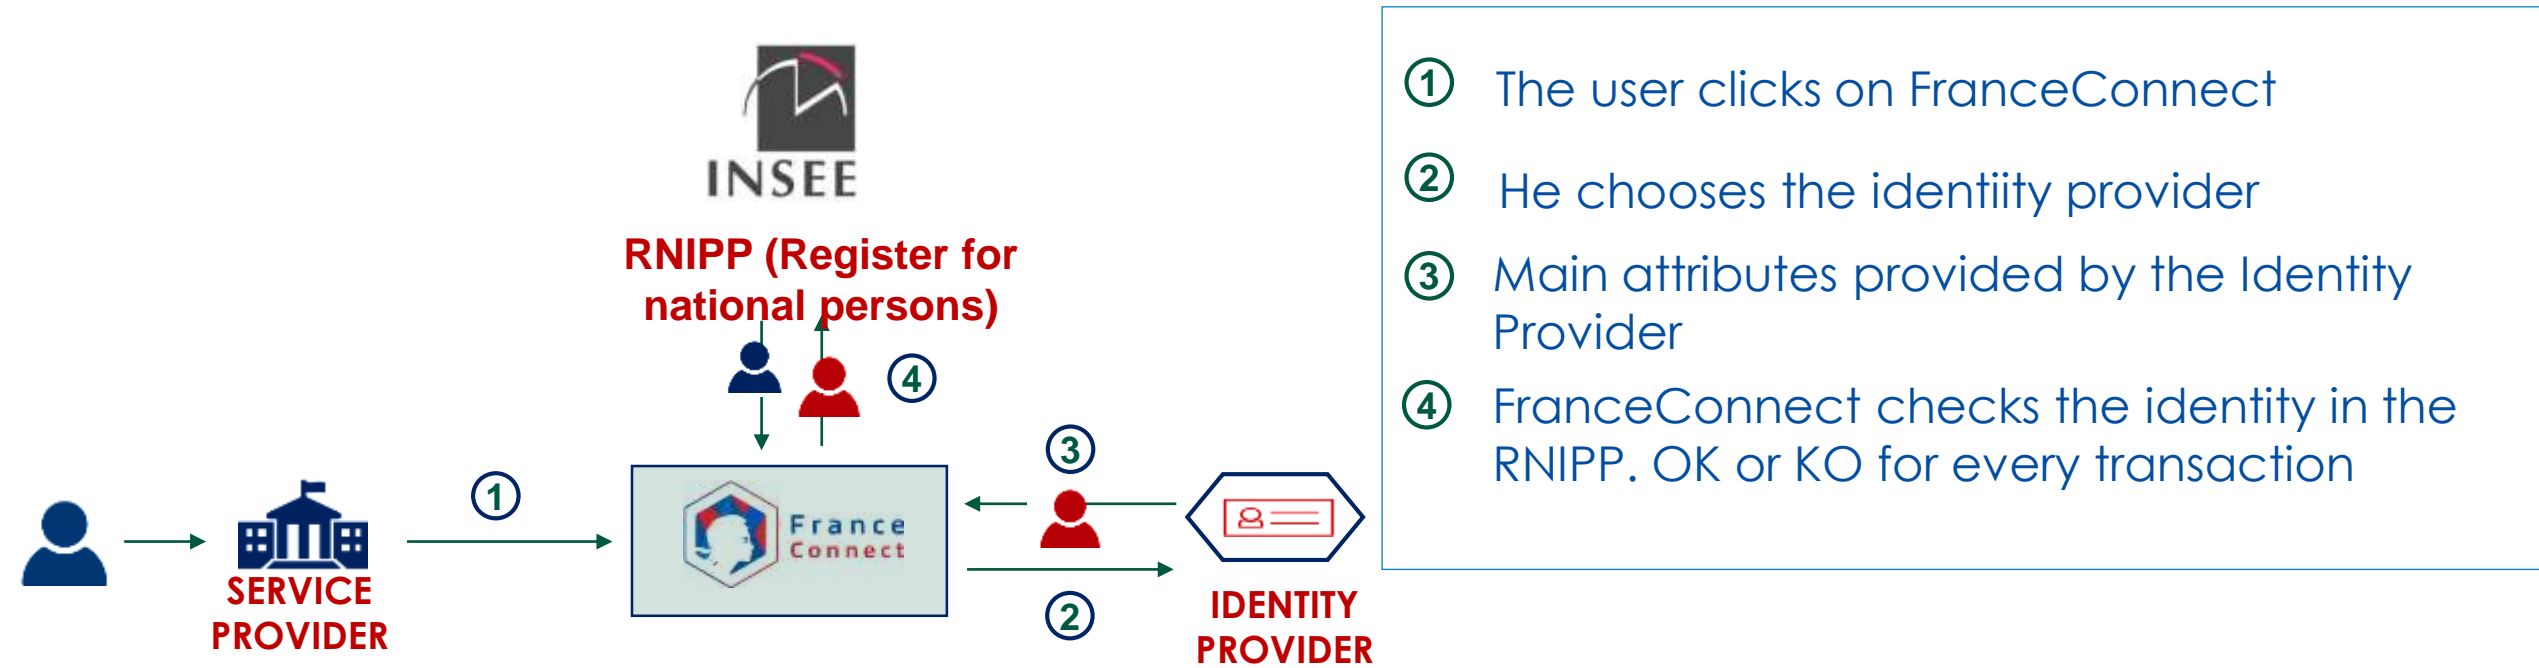 INSEE
RNIPP (Register for
national persons)
4
3
1
France
Connect
2
SERVICE
PROVIDER
IDENTITY
PROVIDER
1 The user clicks on FranceConnect
2 He chooses the identiity provider
3 Main attributes provided by the Identity
Provider
4 FranceConnect checks the identity in the
RNIPP. OK or KO for every transaction